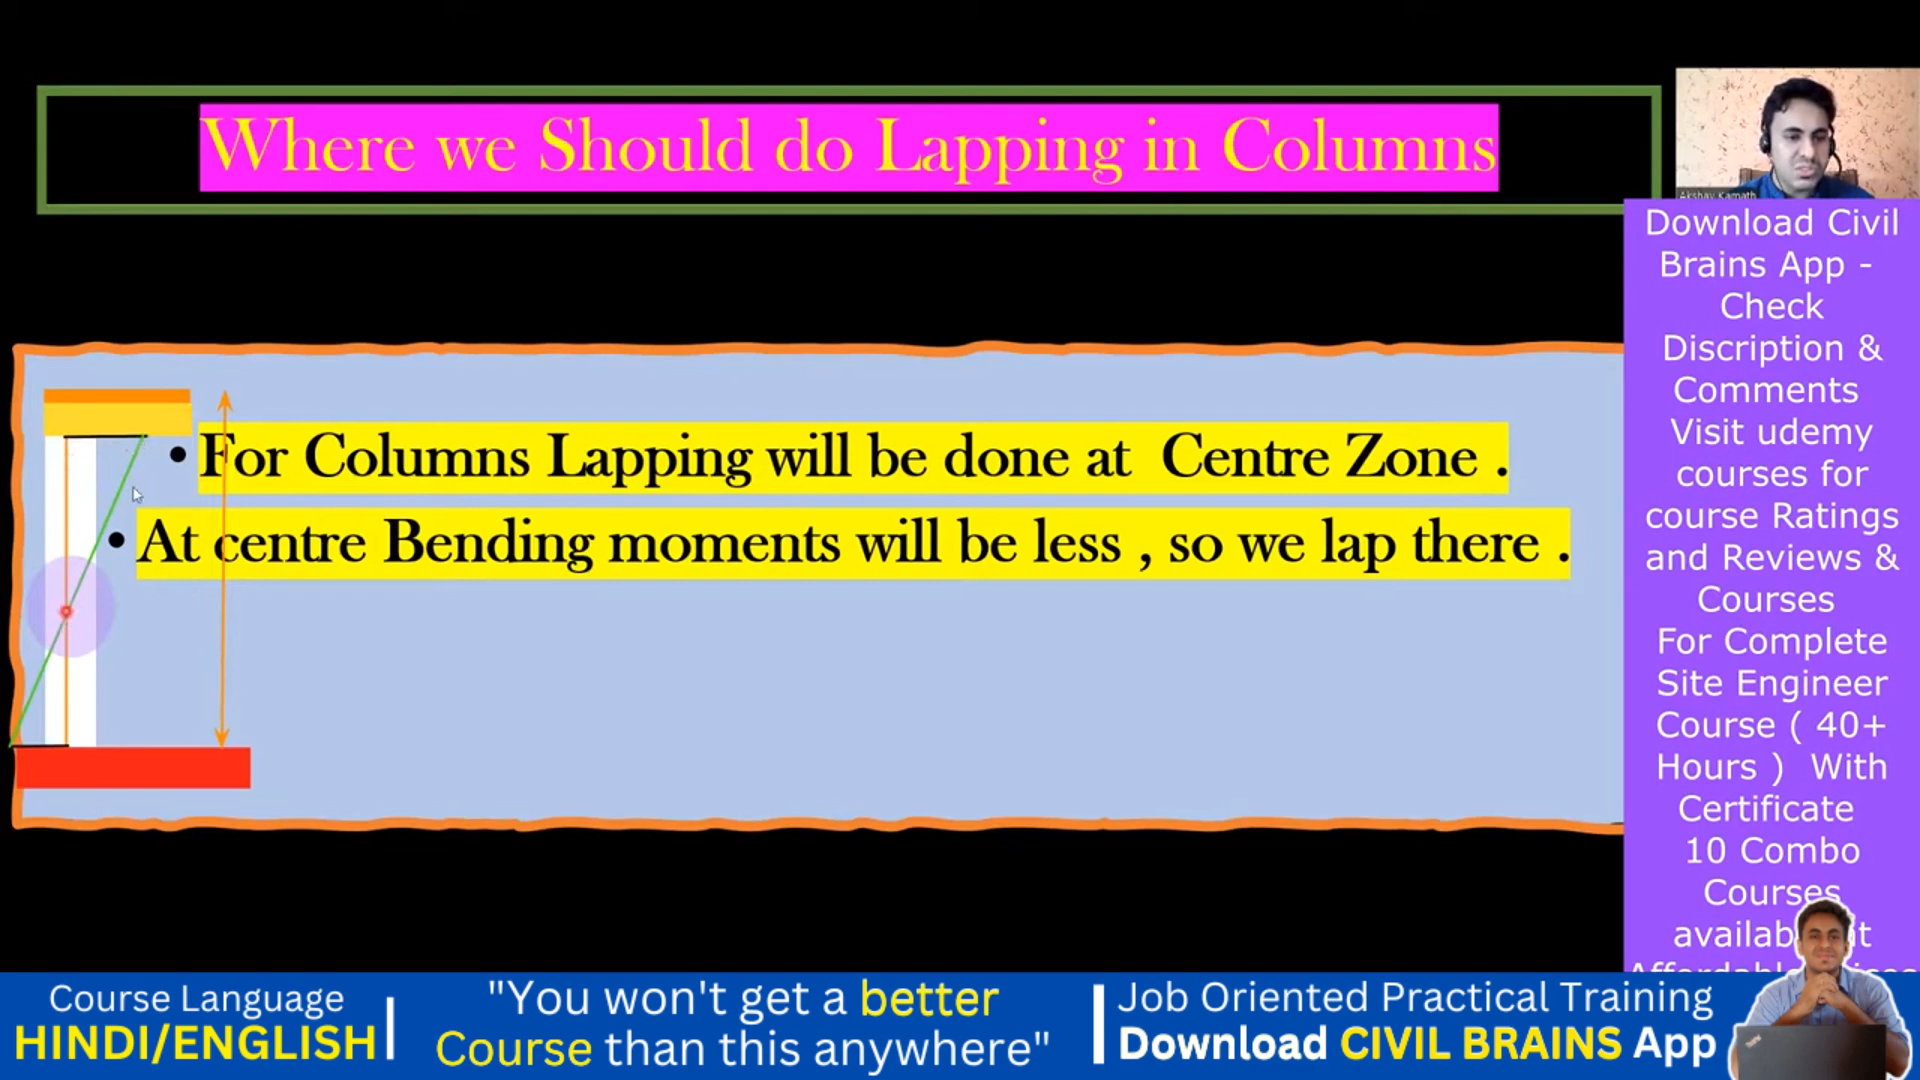 Where we Should do Lapping in Columns
Akshay Kamath
• For Columns Lapping will be done at Centre Zone .
• At centre Bending moments will be less , so we lap there .
Download Civil
Brains App -
Check
Discription &
Comments
Visit udemy
courses for
course Ratings
and Reviews &
Courses
For Complete
Site Engineer
Course ( 40+
Hours ) With
Certificate
10 Combo
Courses
Course Language
HINDI/ENGLISH
"You won't get a better
Course than this anywhere"
Job Oriented Practical Training
Download CIVIL BRAINS App